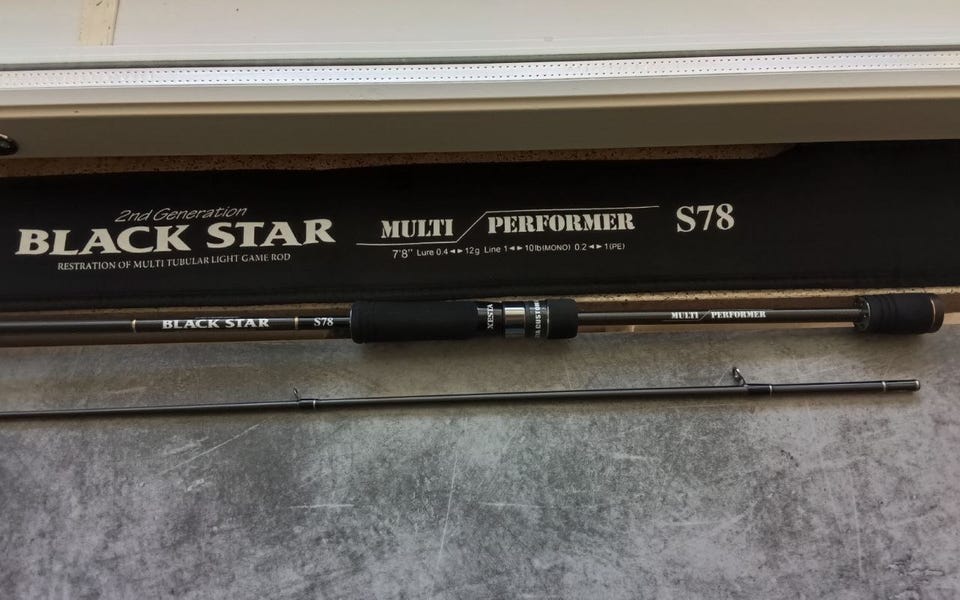 2nd Generation
BLACK STAR
RESTRATION OF MULTI TUBULAR LIGHT GAME ROD
MULTI PERFORMER
7'8" Lure 0.4◄►12g Line 1◄►10lb(MONO) 0.2◄►1(PE)
S78
BLACK STAR S78
XESTA
MULTI PERFORMER